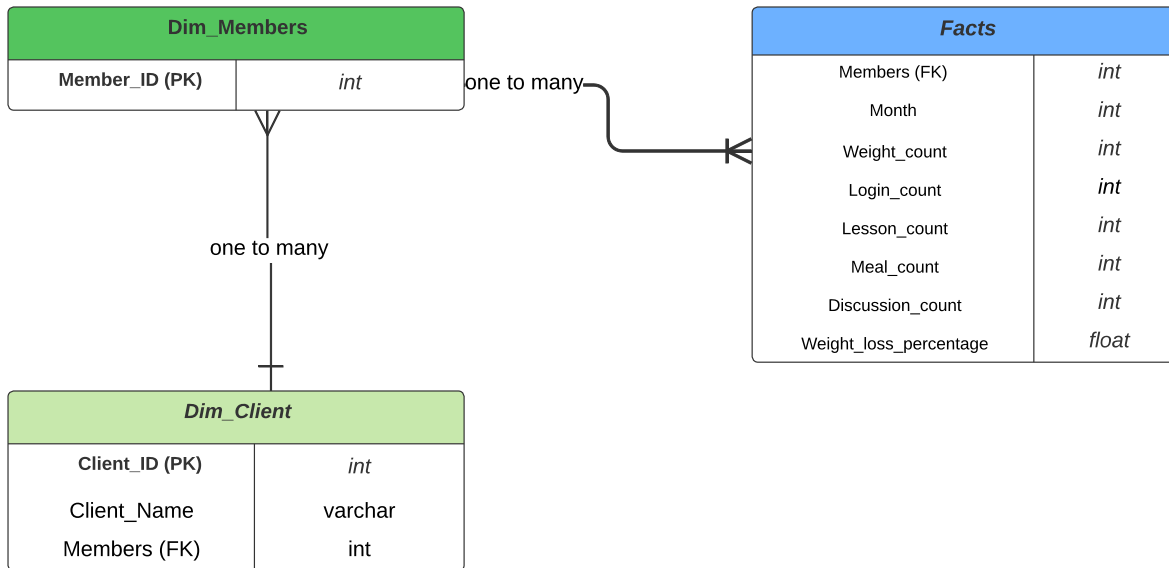 Dim_Members
Member_ID (PK) int
one to many
Facts
Members (FK) int
Month int
Weight_count int
Login_count int
Lesson_count int
Meal_count int
Discussion_count int
Weight_loss_percentage float
one to many
Dim_Client
Client_ID (PK) int
Client_Name varchar
Members (FK) int